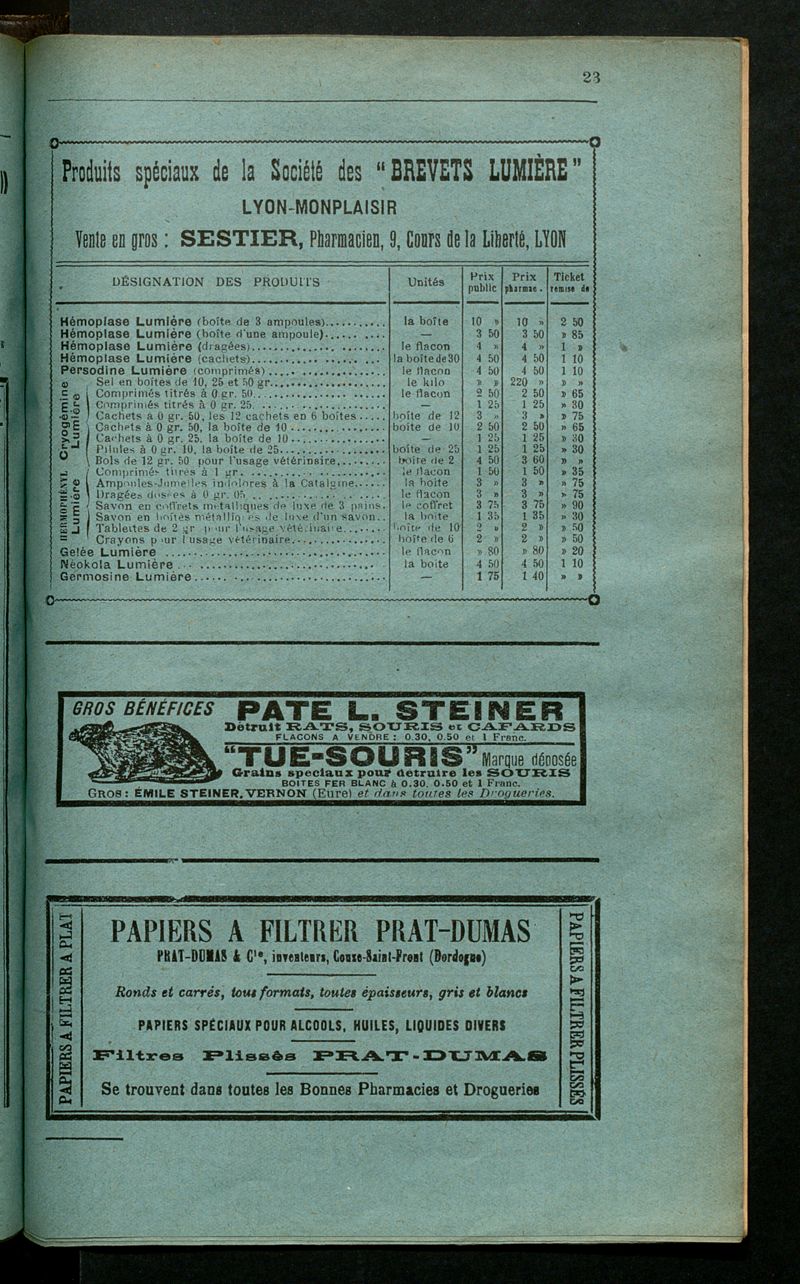 23
Produits spéciaux de la Société des “BREVETS LUMIÈRE”
LYON-MONPLAISIR
Vente en gros : SESTIER, Pharmacien, 9, Cours de la Liberté, LYON
DÉSIGNATION DES PRODUITS Unités Prix public Prix pharmac. Ticket remise de
Hémoplase Lumière (boîte de 3 ampoules) la boîte 10 » 10 » 2 50
Hémoplase Lumière (boîte d'une ampoule) — 3 50 3 50 » 85
Hémoplase Lumière (dragées) le flacon 4 » 4 » 1 »
Hémoplase Lumière (cachets) la boîte de 30 4 50 4 50 1 10
Persodine Lumière (comprimés) le flacon 4 50 4 50 1 10
Cryogénine Lumière
Sel en boîtes de 10, 25 et 50 gr. le kilo » » 220 » » »
Comprimés titrés à 0 gr. 50 le flacon 2 50 2 50 » 65
Comprimés titrés à 0 gr. 25 — 1 25 1 25 » 30
Cachets à 0 gr. 50, les 12 cachets en 6 boîtes boîte de 12 3 » 3 » » 75
Cachets à 0 gr. 50, la boîte de 10 boîte de 10 2 50 2 50 » 65
Cachets à 0 gr. 25, la boîte de 10 — 1 25 1 25 » 30
Pilules à 0 gr. 10, la boîte de 25 boîte de 25 1 25 1 25 » 30
Bols de 12 gr. 50 pour l'usage vétérinaire boîte de 2 4 50 3 60 » »
HERMOPHÉNYL Lumière
Comprimés titrés à 1 gr. le flacon 1 50 1 50 » 35
Ampoules-Jumelles indolores à la Catalgine la boîte 3 » 3 » » 75
Dragées dosées à 0 gr. 05 le flacon 3 » 3 » » 75
Savon en coffrets métalliques de luxe de 3 pains le coffret 3 75 3 75 » 90
Savon en boîtes métalliques de luxe d'un savon la boîte 1 35 1 35 » 30
Tablettes de 2 gr pour l'usage vétérinaire boîte de 10 2 » 2 » » 50
Crayons pour l'usage vétérinaire boîte de 6 2 » 2 » » 50
Gelée Lumière le flacon » 80 » 80 » 20
Néokola Lumière la boîte 4 50 4 50 1 10
Germosine Lumière — 1 75 1 40 » »
GROS BÉNÉFICES
PATE L. STEINER
Détruit RATS, SOURIS et CAFARDS
FLACONS A VENDRE : 0.30, 0.50 et 1 Franc.
“TUE-SOURIS” Marque déposée
Grains spéciaux pour détruire les SOURIS
BOITES FER BLANC à 0.30. 0.50 et 1 Franc.
GROS : ÉMILE STEINER, VERNON (Eure) et dans toutes les Drogueries.
PAPIERS A FILTRER A PLAT
PAPIERS A FILTRER PRAT-DUMAS
PRAT-DUMAS & Cie, inventeurs, Couze-Saint-Front (Dordogne)
Ronds et carrés, tous formats, toutes épaisseurs, gris et blancs
PAPIERS SPÉCIAUX POUR ALCOOLS, HUILES, LIQUIDES DIVERS
Filtres Plissés PRAT-DUMAS
Se trouvent dans toutes les Bonnes Pharmacies et Drogueries
PAPIERS A FILTRER PLISSÉS